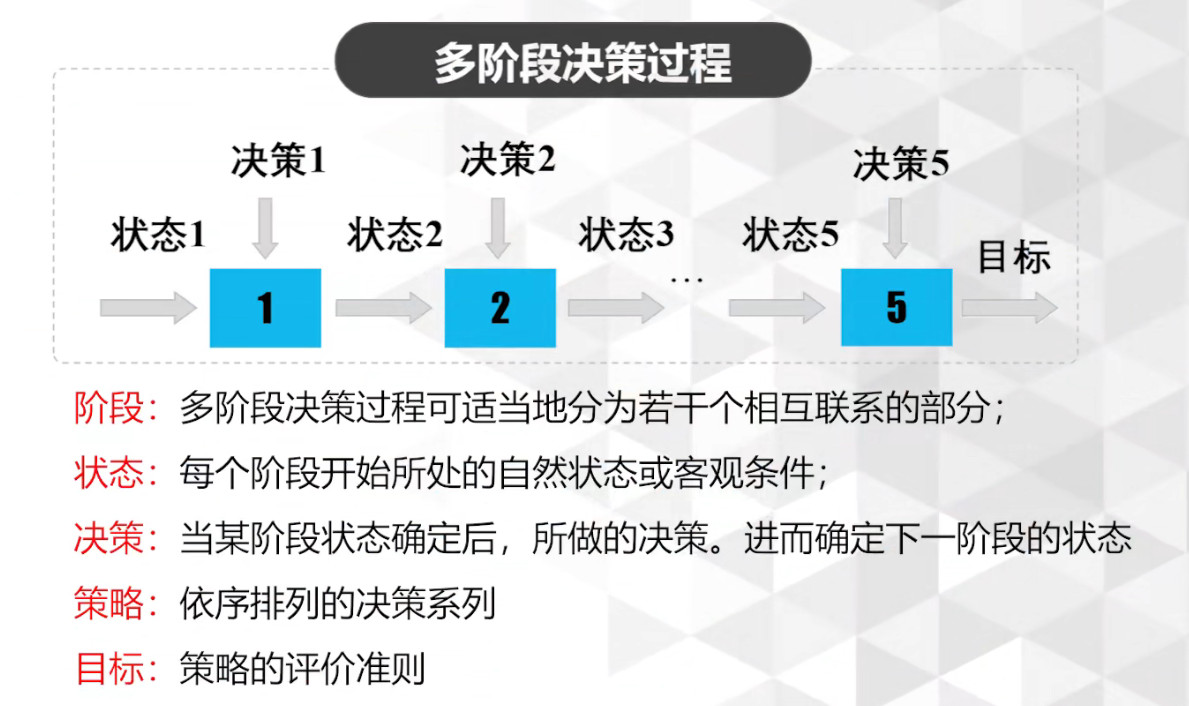 多阶段决策过程
决策1
决策2
决策5
状态1
状态2
状态3
状态5
目标
1
2
…
5
阶段：多阶段决策过程可适当地分为若干个相互联系的部分；
状态：每个阶段开始所处的自然状态或客观条件；
决策：当某阶段状态确定后，所做的决策。进而确定下一阶段的状态
策略：依序排列的决策系列
目标：策略的评价准则